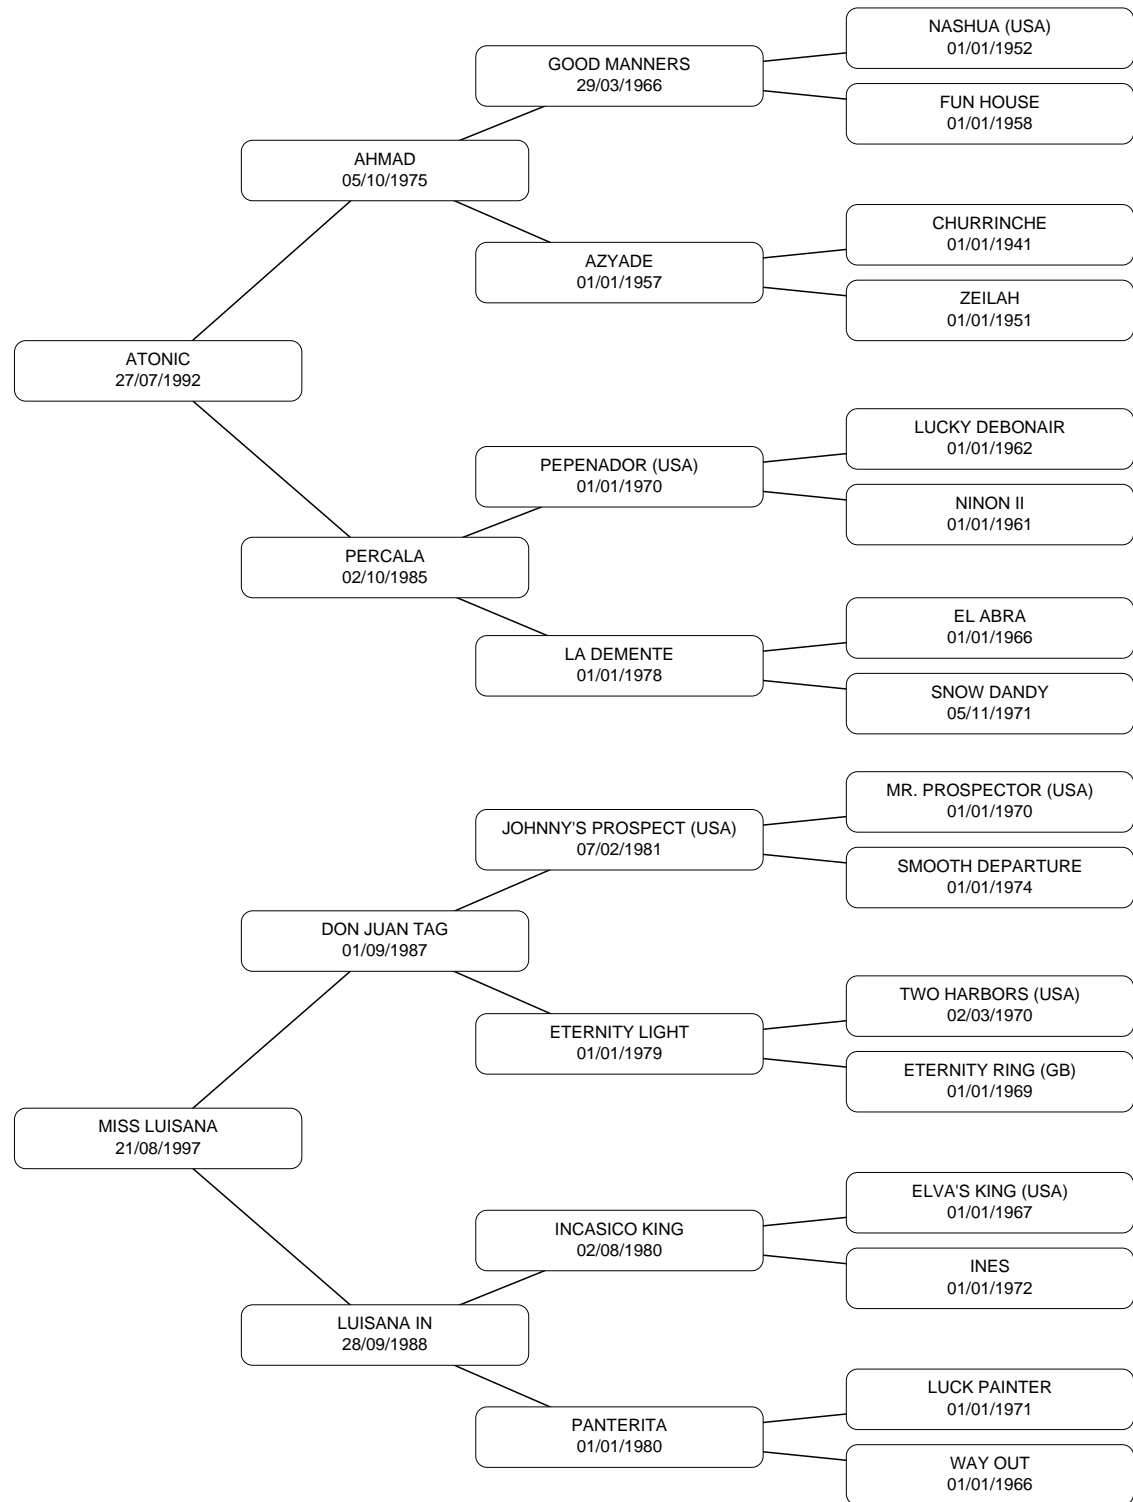 NASHUA (USA)
01/01/1952
GOOD MANNERS
29/03/1966
FUN HOUSE
01/01/1958
AHMAD
05/10/1975
CHURRINCHE
01/01/1941
AZYADE
01/01/1957
ZEILAH
01/01/1951
ATONIC
27/07/1992
LUCKY DEBONAIR
01/01/1962
PEPENADOR (USA)
01/01/1970
NINON II
01/01/1961
PERCALA
02/10/1985
EL ABRA
01/01/1966
LA DEMENTE
01/01/1978
SNOW DANDY
05/11/1971
MR. PROSPECTOR (USA)
01/01/1970
JOHNNY'S PROSPECT (USA)
07/02/1981
SMOOTH DEPARTURE
01/01/1974
DON JUAN TAG
01/09/1987
TWO HARBORS (USA)
02/03/1970
ETERNITY LIGHT
01/01/1979
ETERNITY RING (GB)
01/01/1969
MISS LUISANA
21/08/1997
ELVA'S KING (USA)
01/01/1967
INCASICO KING
02/08/1980
INES
01/01/1972
LUISANA IN
28/09/1988
LUCK PAINTER
01/01/1971
PANTERITA
01/01/1980
WAY OUT
01/01/1966